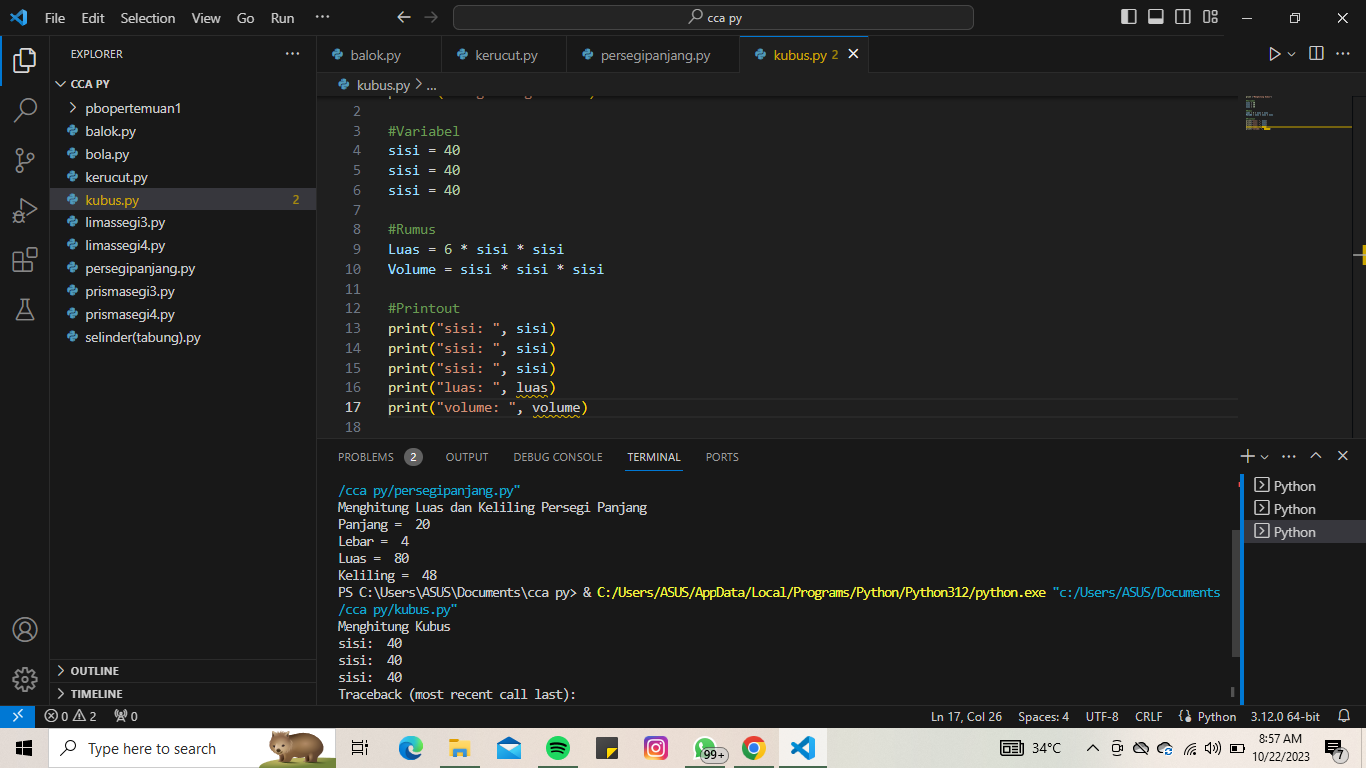 File Edit Selection View Go Run ···
cca py
EXPLORER ···
CCA PY
pbopertemuan1
balok.py
bola.py
kerucut.py
kubus.py 2
limassegi3.py
limassegi4.py
persegipanjang.py
prismasegi3.py
prismasegi4.py
selinder(tabung).py
OUTLINE
TIMELINE
balok.py kerucut.py persegipanjang.py kubus.py 2
kubus.py > ...
2
3 #Variabel
4 sisi = 40
5 sisi = 40
6 sisi = 40
7
8 #Rumus
9 Luas = 6 * sisi * sisi
10 Volume = sisi * sisi * sisi
11
12 #Printout
13 print("sisi: ", sisi)
14 print("sisi: ", sisi)
15 print("sisi: ", sisi)
16 print("luas: ", luas)
17 print("volume: ", volume)
18
PROBLEMS 2 OUTPUT DEBUG CONSOLE TERMINAL PORTS
/cca py/persegipanjang.py"
Menghitung Luas dan Keliling Persegi Panjang
Panjang =  20
Lebar =  4
Luas =  80
Keliling =  48
PS C:\Users\ASUS\Documents\cca py> & C:/Users/ASUS/AppData/Local/Programs/Python/Python312/python.exe "c:/Users/ASUS/Documents
/cca py/kubus.py"
Menghitung Kubus
sisi:  40
sisi:  40
sisi:  40
Traceback (most recent call last):
Python
Python
Python
0 2 0 Ln 17, Col 26 Spaces: 4 UTF-8 CRLF Python 3.12.0 64-bit
Type here to search 99+ 34°C 8:57 AM
10/22/2023 7